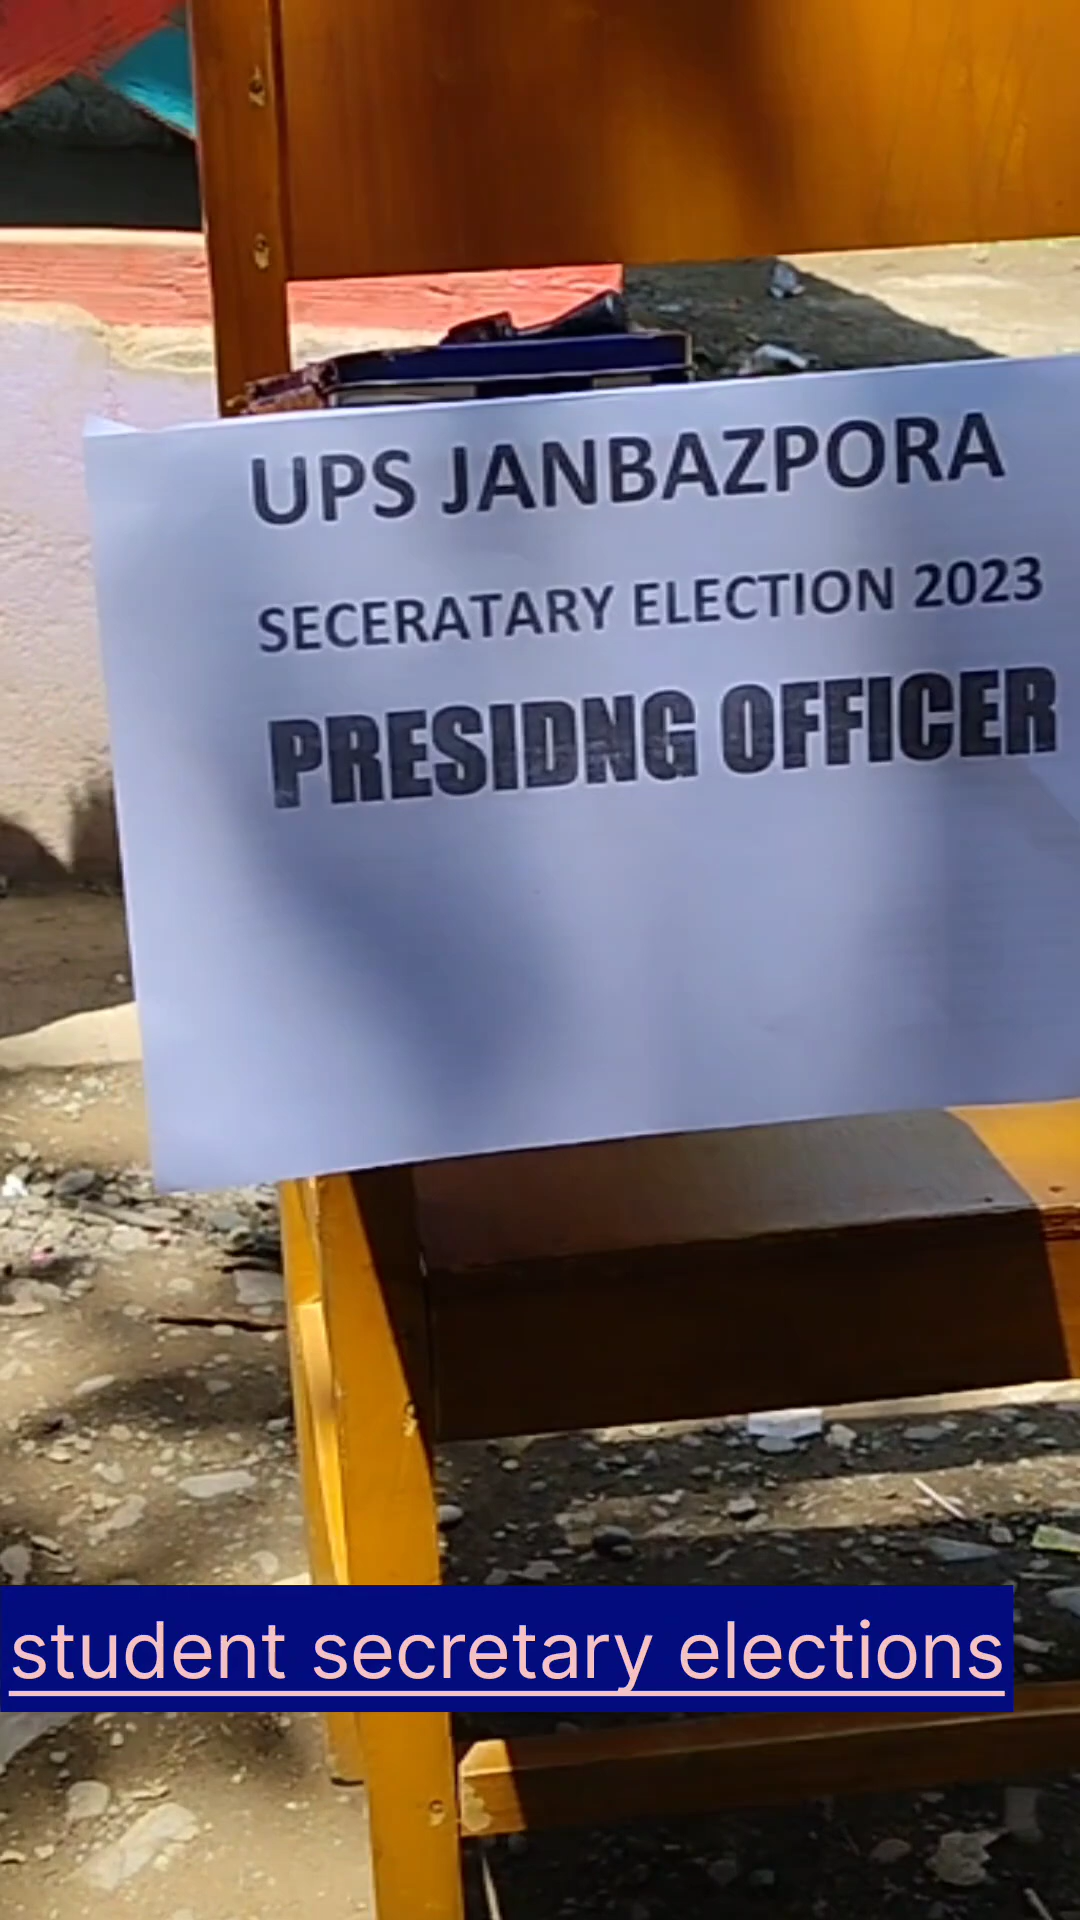 UPS JANBAZPORA
SECERATARY ELECTION 2023
PRESIDNG OFFICER
student secretary elections